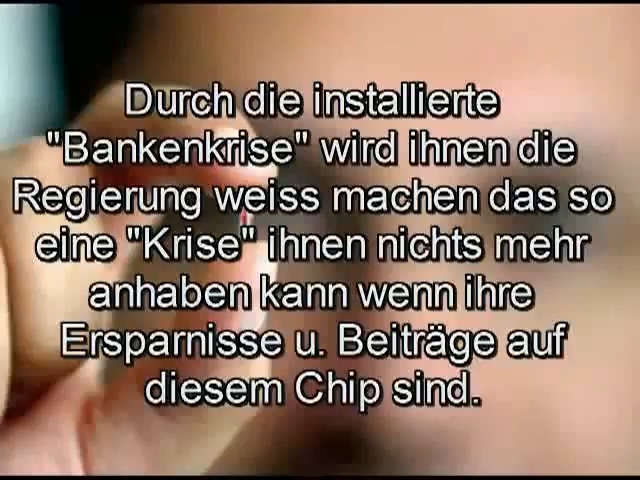 Durch die installierte
"Bankenkrise" wird ihnen die
Regierung weiss machen das so
eine "Krise" ihnen nichts mehr
anhaben kann wenn ihre
Ersparnisse u. Beiträge auf
diesem Chip sind.